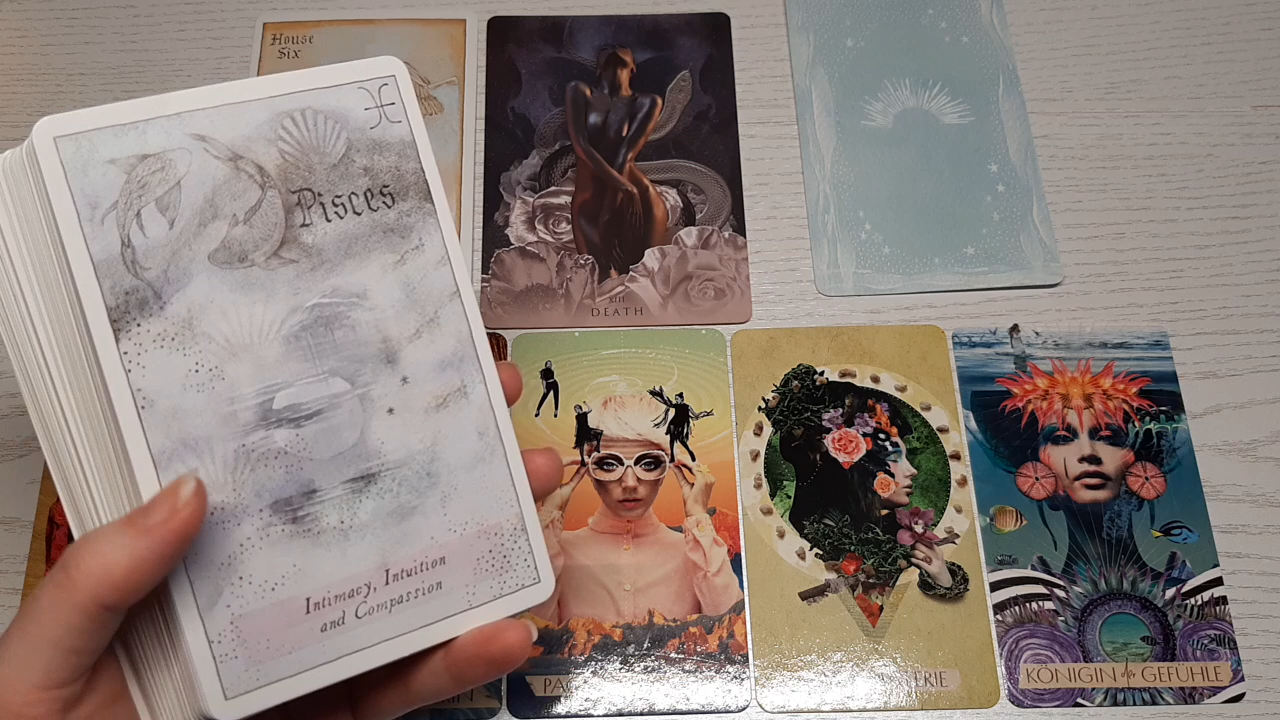 House
Six
♓
Pisces
Intimacy, Intuition
and Compassion
XIII
DEATH
KÖNIGIN der GEFÜHLE